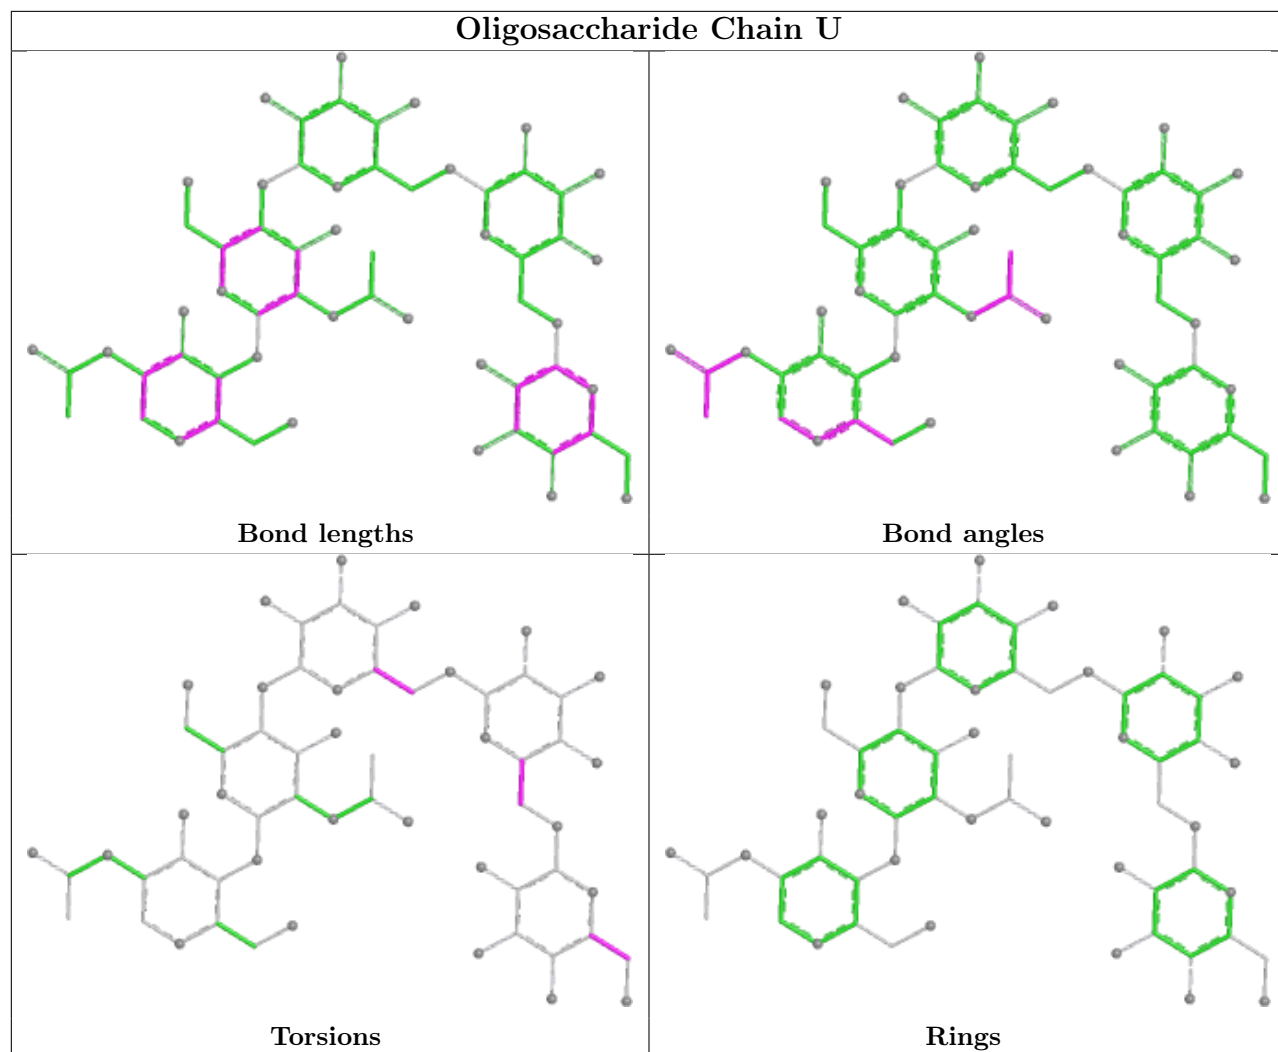 Oligosaccharide Chain U
Bond lengths
Bond angles
Torsions
Rings